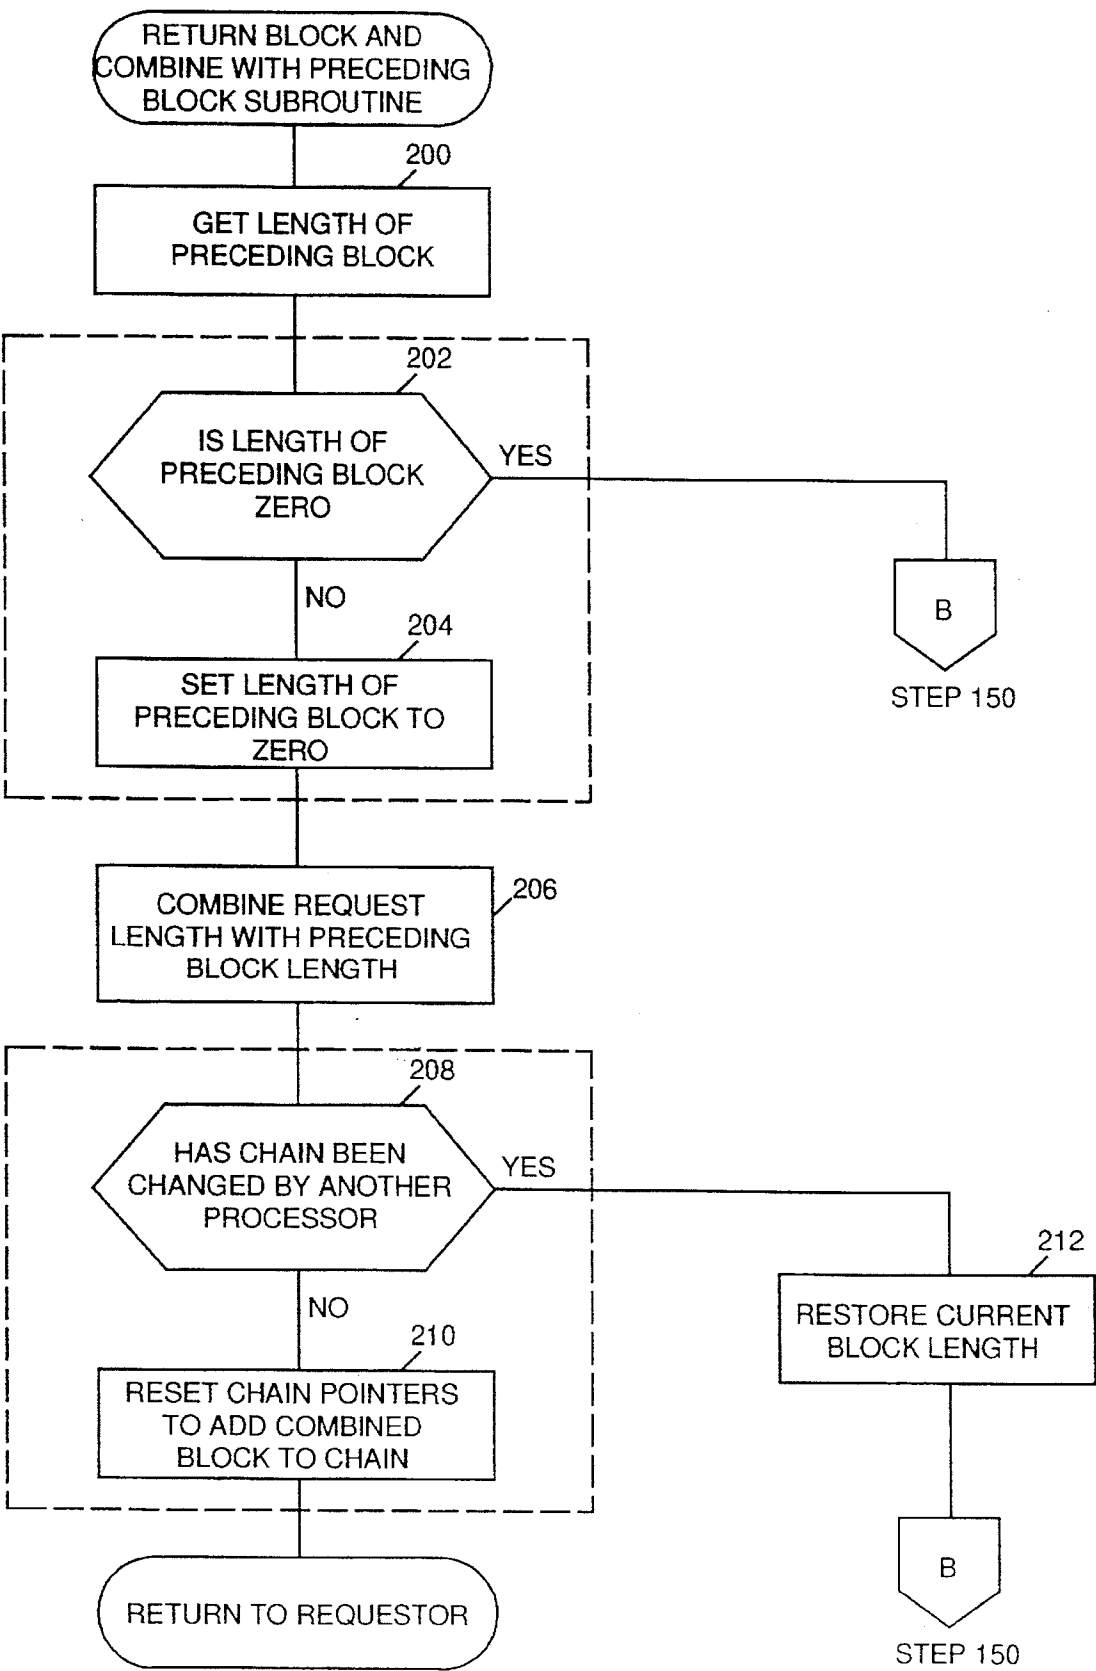 RETURN BLOCK AND
COMBINE WITH PRECEDING
BLOCK SUBROUTINE
200
GET LENGTH OF
PRECEDING BLOCK
202
IS LENGTH OF
PRECEDING BLOCK
ZERO
YES
B
STEP 150
NO
204
SET LENGTH OF
PRECEDING BLOCK TO
ZERO
206
COMBINE REQUEST
LENGTH WITH PRECEDING
BLOCK LENGTH
208
HAS CHAIN BEEN
CHANGED BY ANOTHER
PROCESSOR
YES
212
RESTORE CURRENT
BLOCK LENGTH
B
STEP 150
NO
210
RESET CHAIN POINTERS
TO ADD COMBINED
BLOCK TO CHAIN
RETURN TO REQUESTOR